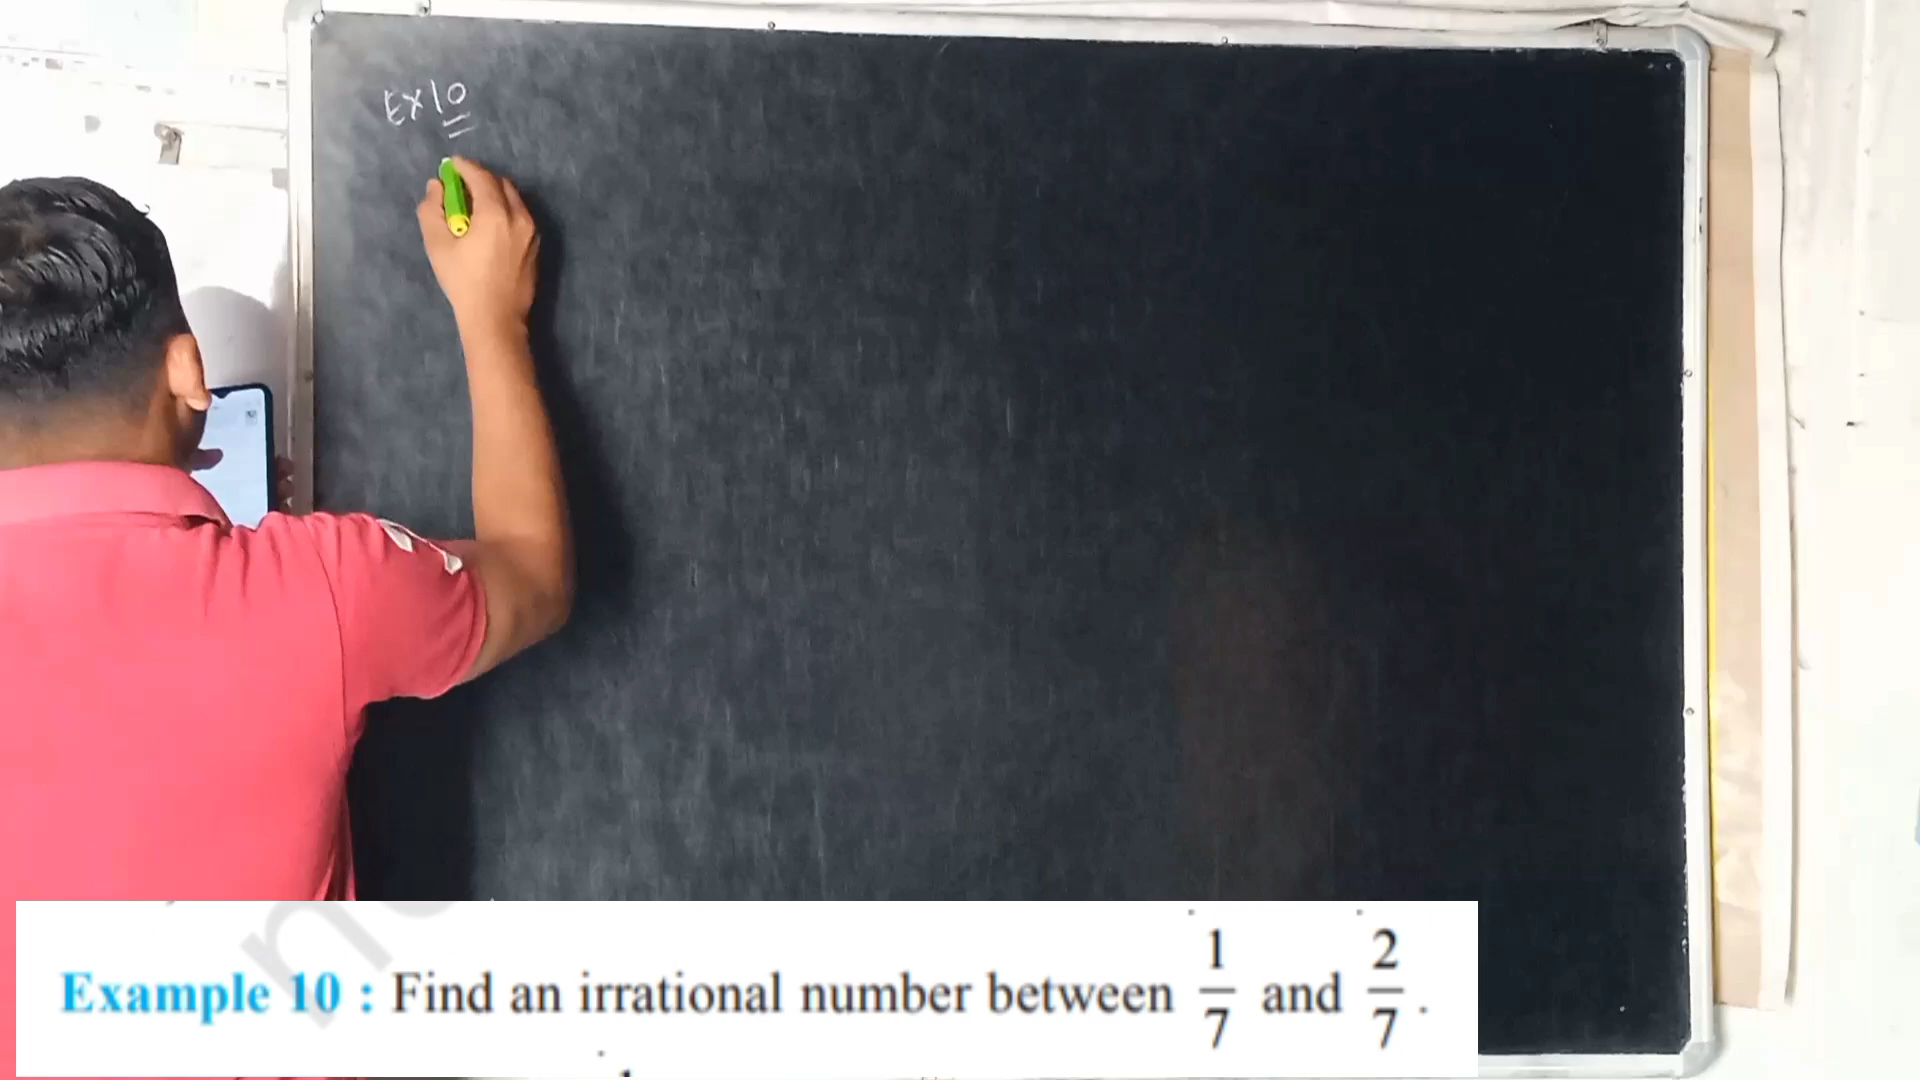 Ex 10
Example 10 : Find an irrational number between 1/7 and 2/7.